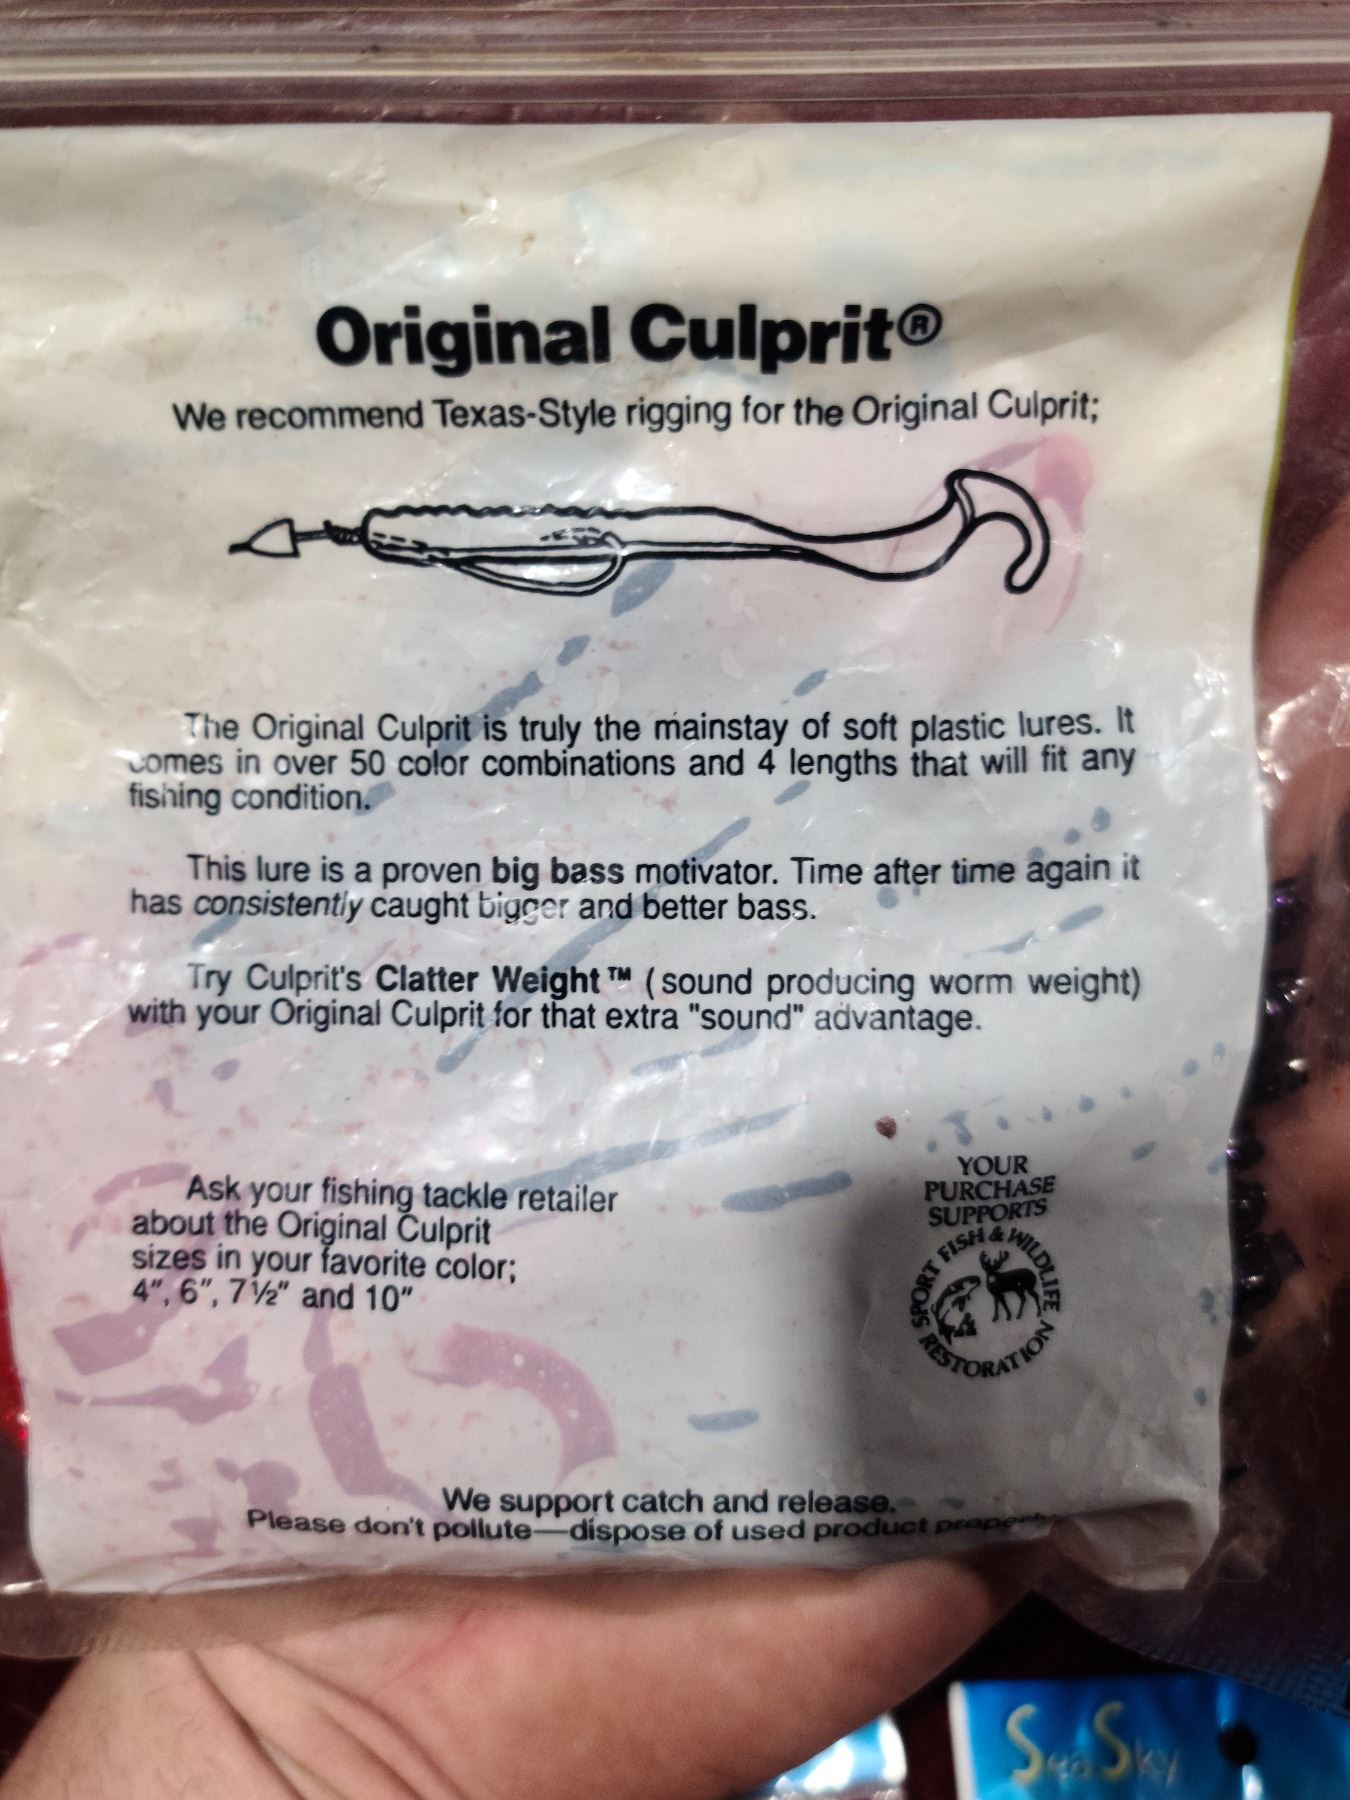 Original Culprit®
We recommend Texas-Style rigging for the Original Culprit;
The Original Culprit is truly the mainstay of soft plastic lures. It
comes in over 50 color combinations and 4 lengths that will fit any
fishing condition.
This lure is a proven big bass motivator. Time after time again it
has consistently caught bigger and better bass.
Try Culprit's Clatter Weight™ (sound producing worm weight)
with your Original Culprit for that extra "sound" advantage.
Ask your fishing tackle retailer
about the Original Culprit
sizes in your favorite color;
4", 6", 7½" and 10"
YOUR
PURCHASE
SUPPORTS
SPORT FISH & WILDLIFE
RESTORATION
We support catch and release.
Please don't pollute—dispose of used product properly
SeaSky